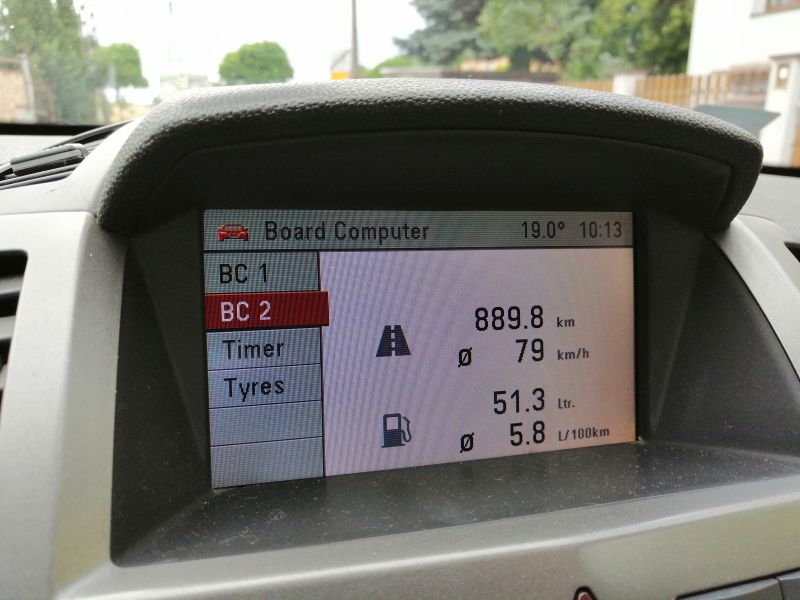 Board Computer 19.0° 10:13
BC 1
BC 2
Timer
Tyres
889.8 km
Ø 79 km/h
51.3 Ltr.
Ø 5.8 L/100km